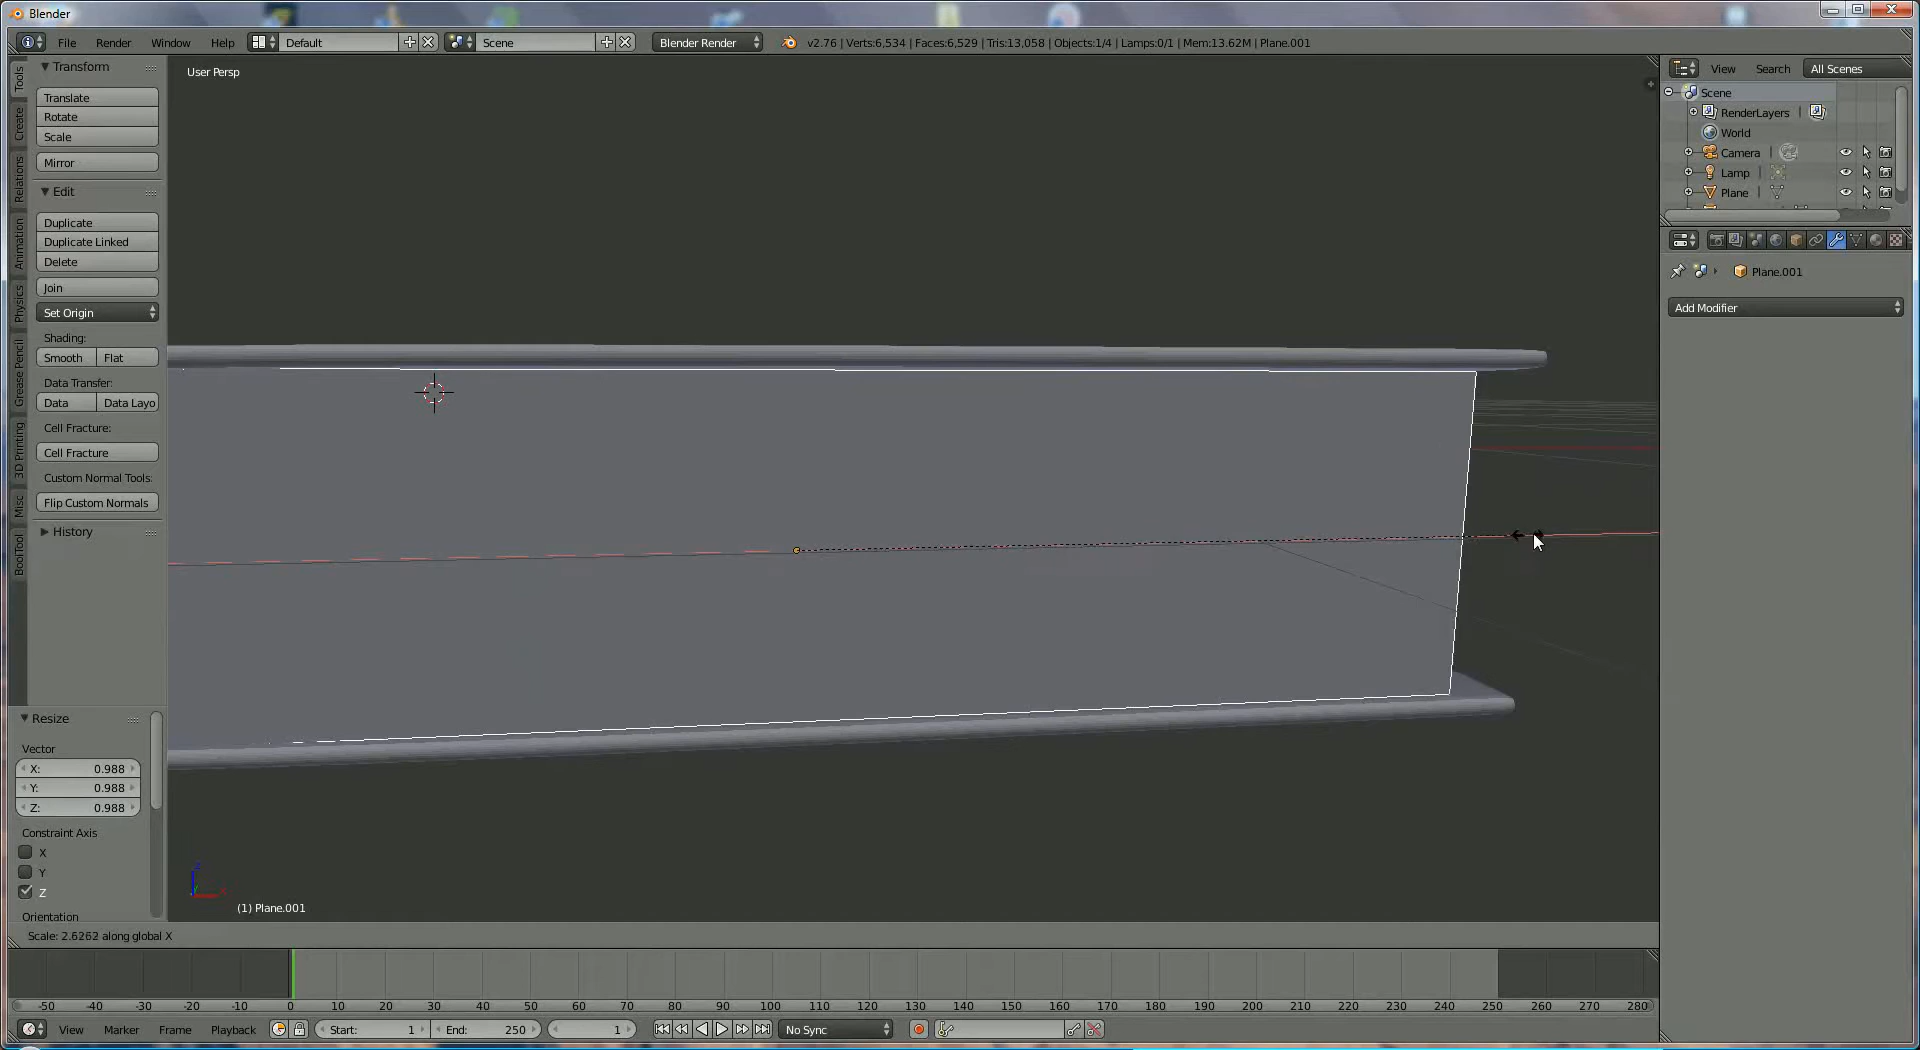 Blender
File Render Window Help Default Scene Blender Render v2.76 | Verts:6,534 | Faces:6,529 | Tris:13,058 | Objects:1/4 | Lamps:0/1 | Mem:13.62M | Plane.001
Tools
Create
Relations
Animation
Physics
Grease Pencil
3D Printing
Misc
BoolTool
Transform
Translate
Rotate
Scale
Mirror
Edit
Duplicate
Duplicate Linked
Delete
Join
Set Origin
Shading:
Smooth Flat
Data Transfer:
Data Data Layo
Cell Fracture:
Cell Fracture
Custom Normal Tools:
Flip Custom Normals
History
Resize
Vector
X: 0.988
Y: 0.988
Z: 0.988
Constraint Axis
X
Y
Z
Orientation
User Persp
(1) Plane.001
View Search All Scenes
Scene
RenderLayers
World
Camera
Lamp
Plane
Plane.001
Add Modifier
Scale: 2.6262 along global X
-50 -40 -30 -20 -10 0 10 20 30 40 50 60 70 80 90 100 110 120 130 140 150 160 170 180 190 200 210 220 230 240 250 260 270 280
View Marker Frame Playback Start: 1 End: 250 1 No Sync